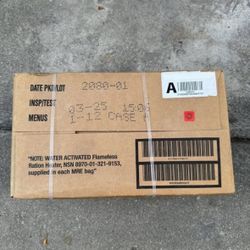 DATE PKD/LOT 2080-01
INSP/TEST 03-25 1506
MENUS 1-12 CASE A
A
"NOTE: WATER ACTIVATED Flameless
Ration Heater, NSN 8970-01-321-9153,
supplied in each MRE bag"